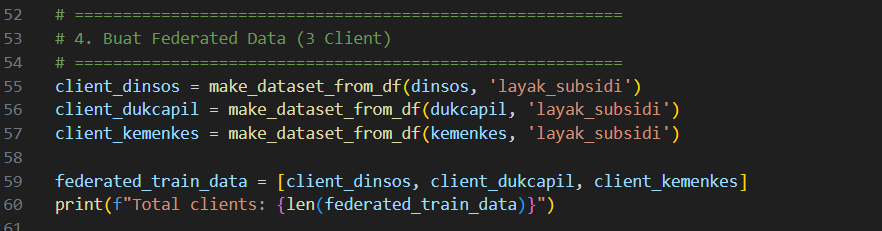 52 # =========================================================
53 # 4. Buat Federated Data (3 Client)
54 # =========================================================
55 client_dinsos = make_dataset_from_df(dinsos, 'layak_subsidi')
56 client_dukcapil = make_dataset_from_df(dukcapil, 'layak_subsidi')
57 client_kemenkes = make_dataset_from_df(kemenkes, 'layak_subsidi')
58
59 federated_train_data = [client_dinsos, client_dukcapil, client_kemenkes]
60 print(f"Total clients: {len(federated_train_data)}")
61